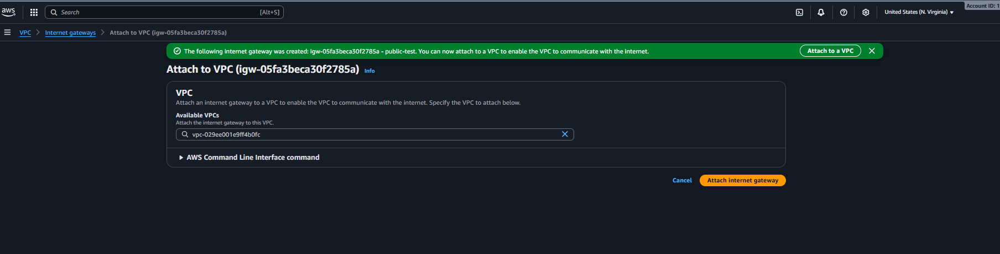 Account ID: 1
aws
Search [Alt+S]
United States (N. Virginia)
VPC > Internet gateways > Attach to VPC (igw-05fa3beca30f2785a)
The following internet gateway was created: igw-05fa3beca30f2785a - public-test. You can now attach to a VPC to enable the VPC to communicate with the internet.
Attach to a VPC
Attach to VPC (igw-05fa3beca30f2785a) Info
VPC
Attach an internet gateway to a VPC to enable the VPC to communicate with the internet. Specify the VPC to attach below.
Available VPCs
Attach the internet gateway to this VPC.
vpc-029ee001e9ff4b0fc
AWS Command Line Interface command
Cancel
Attach internet gateway